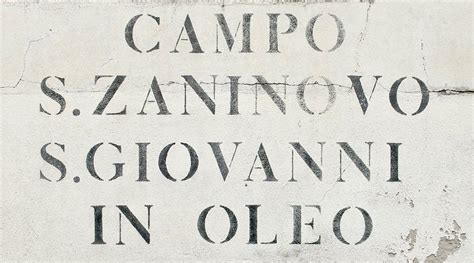 CAMPO
S. ZANINOVO
S. GIOVANNI
IN OLEO